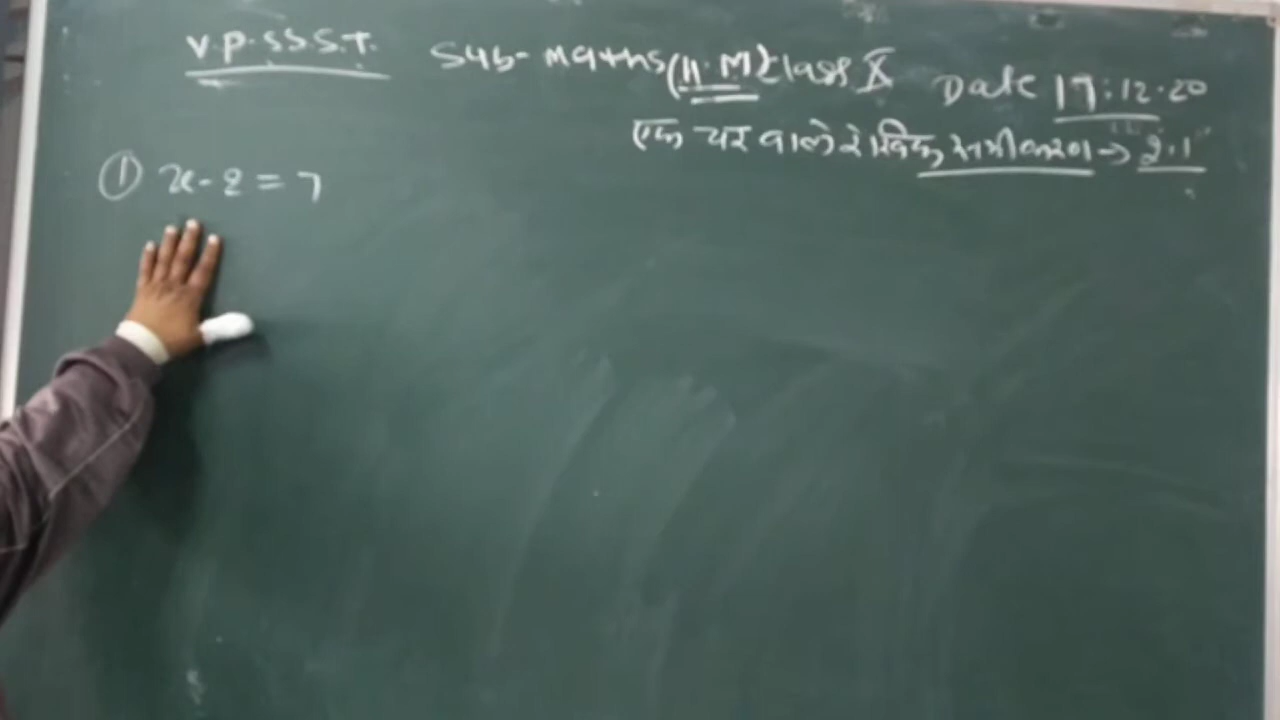 V.P.S.S.S.T. Sub- Maths (H.M) Class X Date 17:12.20
एक चर वाले रेखिक समीकरण → 2.1
① x - 2 = 7